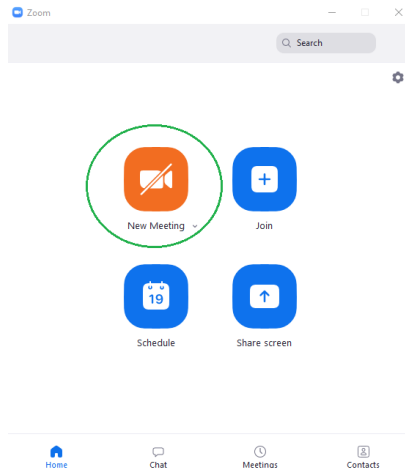 Zoom
Search
New Meeting
Join
19
Schedule
Share screen
Home
Chat
Meetings
Contacts